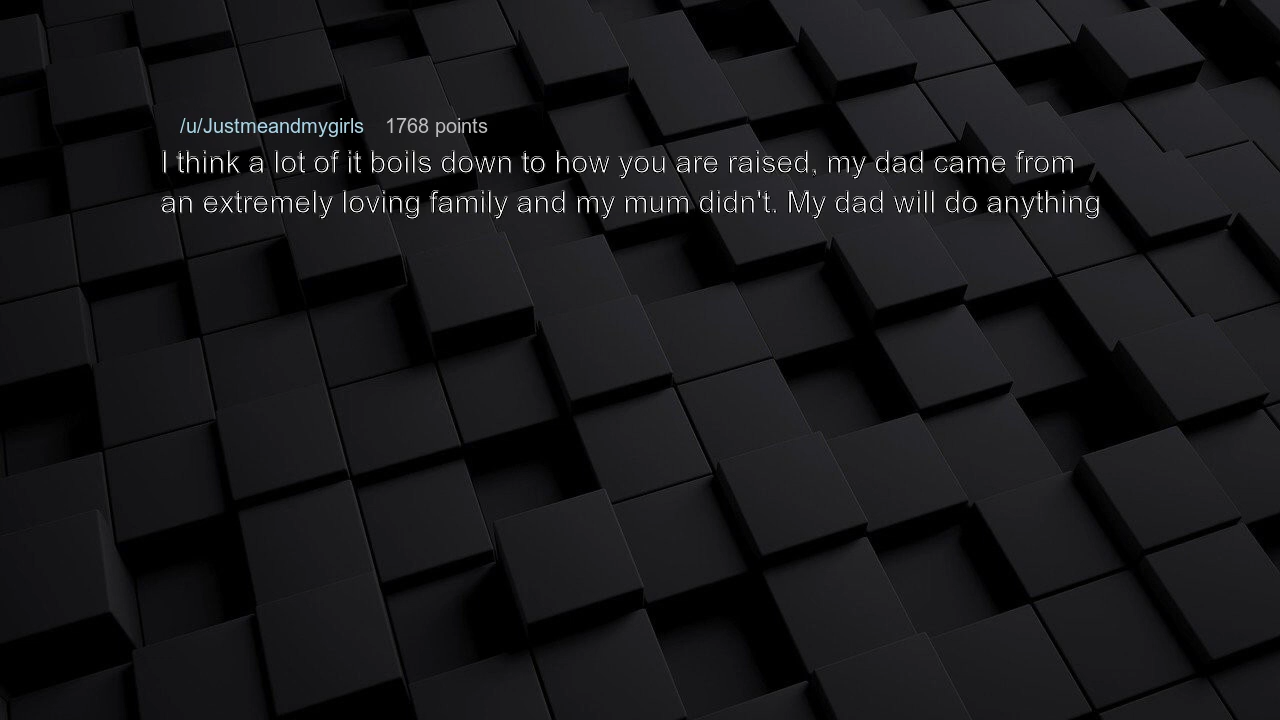 /u/Justmeandmygirls 1768 points
I think a lot of it boils down to how you are raised, my dad came from
an extremely loving family and my mum didn't. My dad will do anything